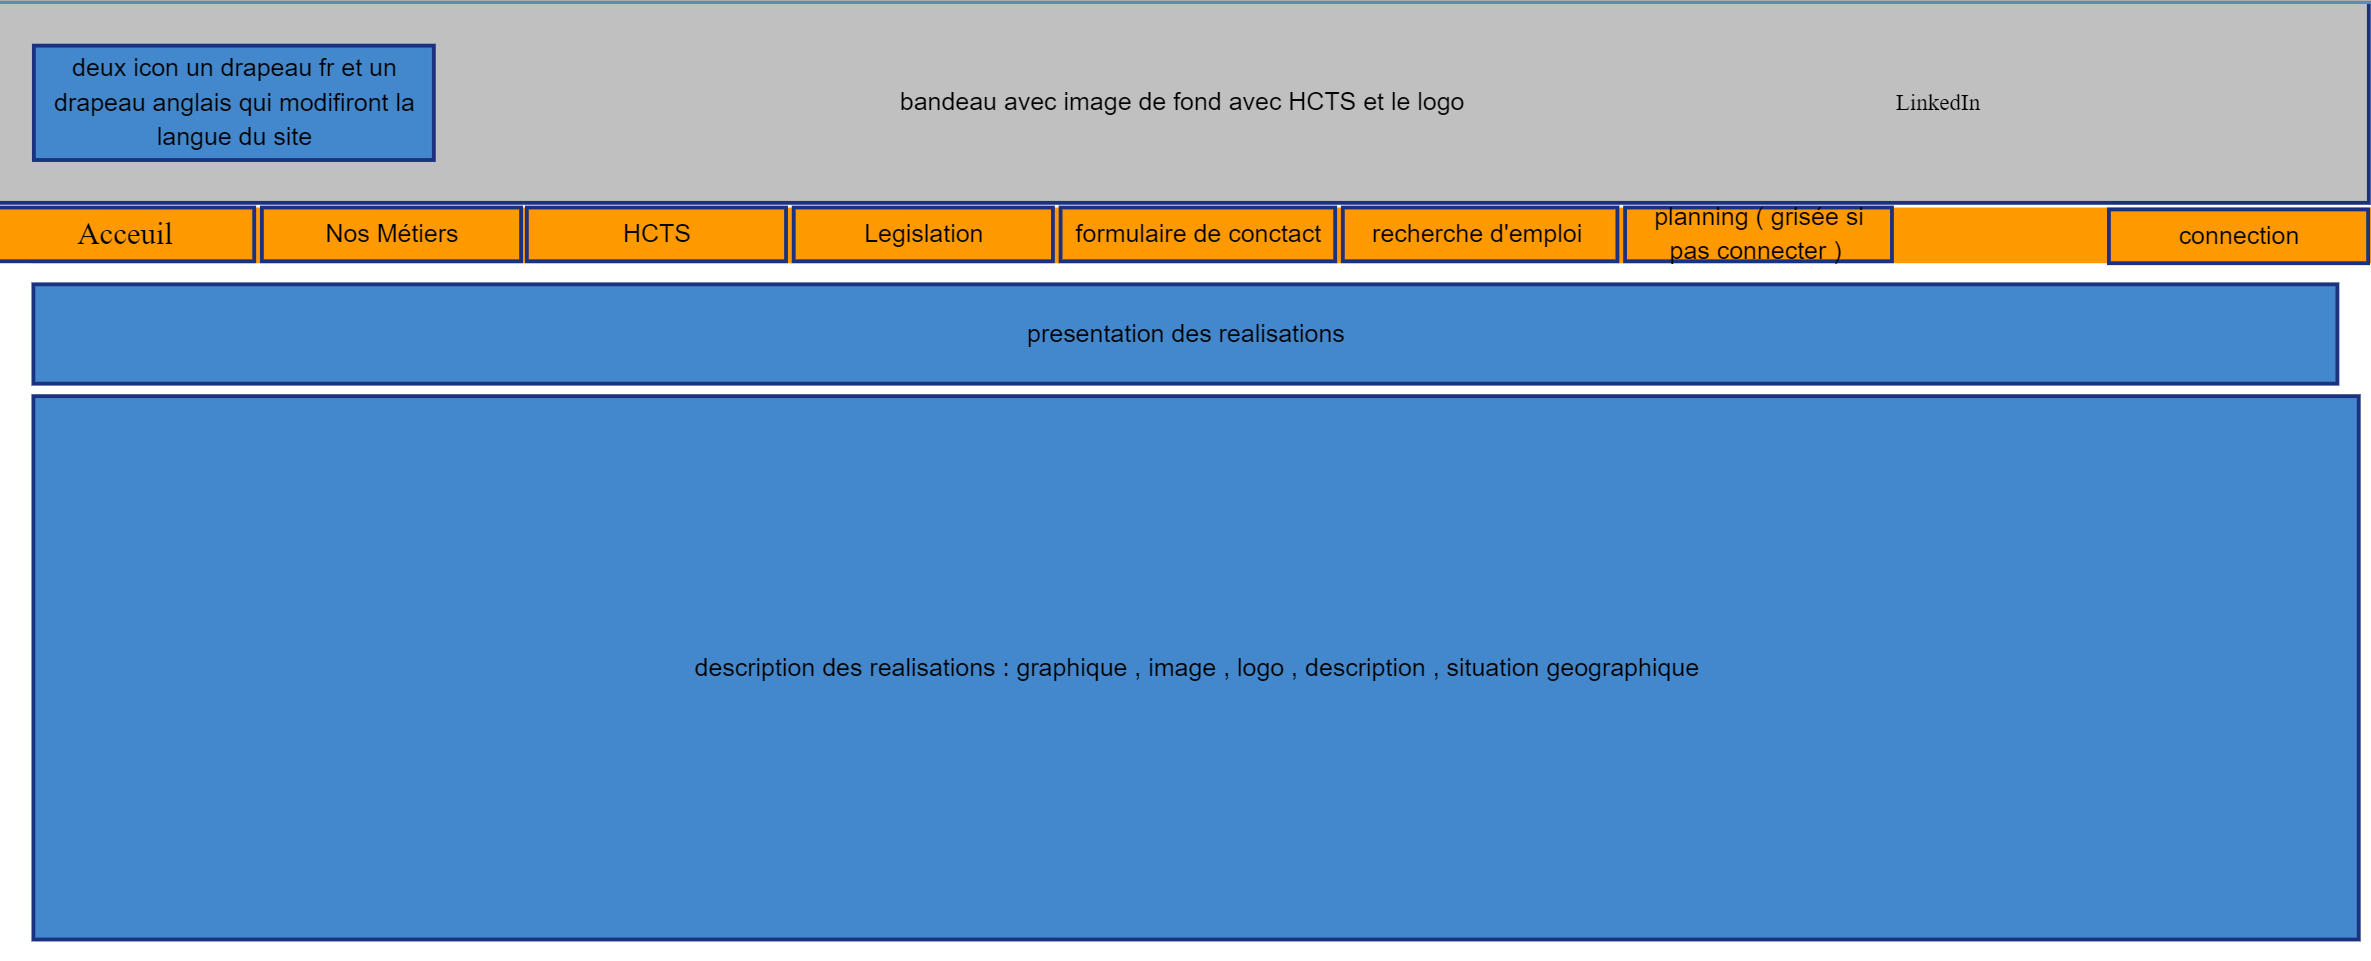 deux icon un drapeau fr et un
drapeau anglais qui modifiront la
langue du site
bandeau avec image de fond avec HCTS et le logo
LinkedIn
Acceuil
Nos Métiers
HCTS
Legislation
formulaire de conctact
recherche d'emploi
planning ( grisée si
pas connecter )
connection
presentation des realisations
description des realisations : graphique , image , logo , description , situation geographique